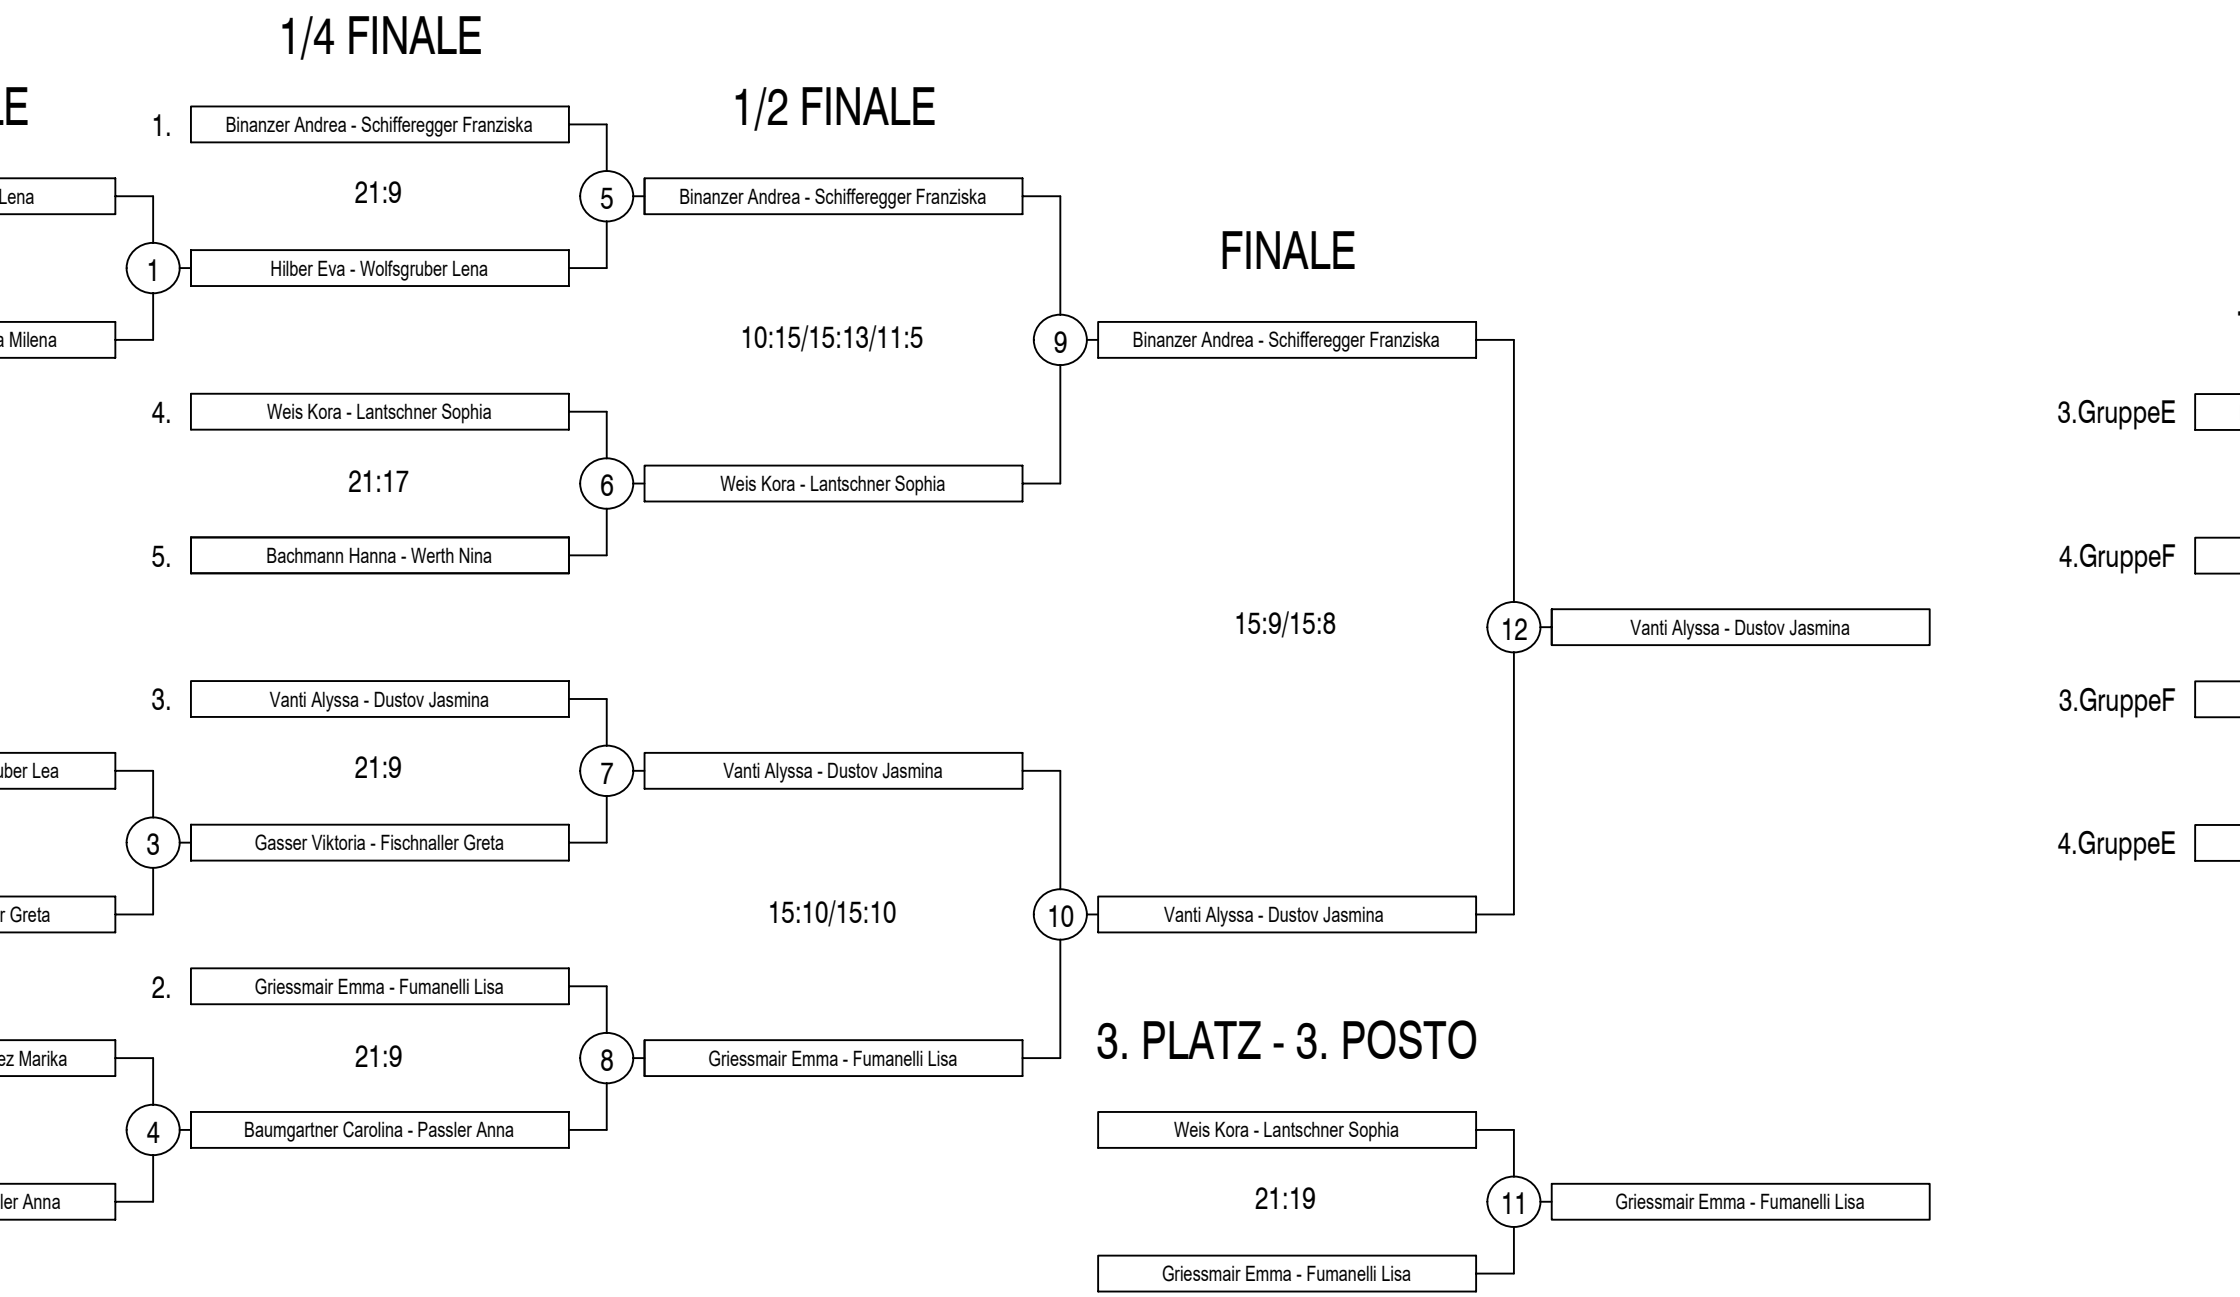 1/4 FINALE
LE
1/2 FINALE
1.
Binanzer Andrea - Schifferegger Franziska
21:9
5
Binanzer Andrea - Schifferegger Franziska
Lena
1
Hilber Eva - Wolfsgruber Lena
a Milena
10:15/15:13/11:5
9
FINALE
Binanzer Andrea - Schifferegger Franziska
4.
Weis Kora - Lantschner Sophia
21:17
6
Weis Kora - Lantschner Sophia
5.
Bachmann Hanna - Werth Nina
15:9/15:8
12
Vanti Alyssa - Dustov Jasmina
3.
Vanti Alyssa - Dustov Jasmina
21:9
7
Vanti Alyssa - Dustov Jasmina
uber Lea
3
Gasser Viktoria - Fischnaller Greta
r Greta
15:10/15:10
10
Vanti Alyssa - Dustov Jasmina
2.
Griessmair Emma - Fumanelli Lisa
21:9
8
Griessmair Emma - Fumanelli Lisa
ez Marika
4
Baumgartner Carolina - Passler Anna
ler Anna
3. PLATZ - 3. POSTO
Weis Kora - Lantschner Sophia
21:19
11
Griessmair Emma - Fumanelli Lisa
Griessmair Emma - Fumanelli Lisa
3.GruppeE
4.GruppeF
3.GruppeF
4.GruppeE